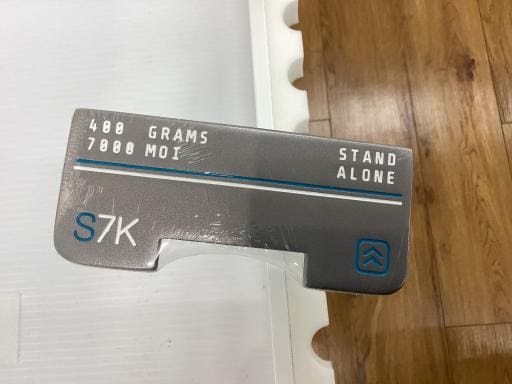 400 GRAMS
7000 MOI
STAND
ALONE
S7K